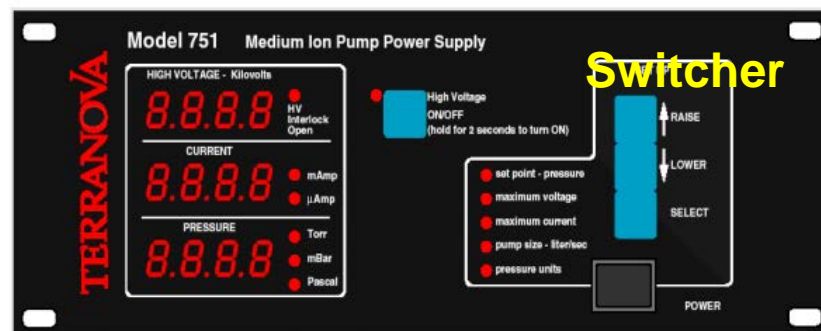 Model 751 Medium Ion Pump Power Supply
TERRANOVA
HIGH VOLTAGE - Kilovolts
8.8.8.8
HV
Interlock
Open
CURRENT
8.8.8.8
mAmp
µAmp
PRESSURE
8.8.8.8
Torr
mBar
Pascal
High Voltage
ON/OFF
(hold for 2 seconds to turn ON)
Switcher
RAISE
LOWER
SELECT
set point - pressure
maximum voltage
maximum current
pump size - liter/sec
pressure units
POWER